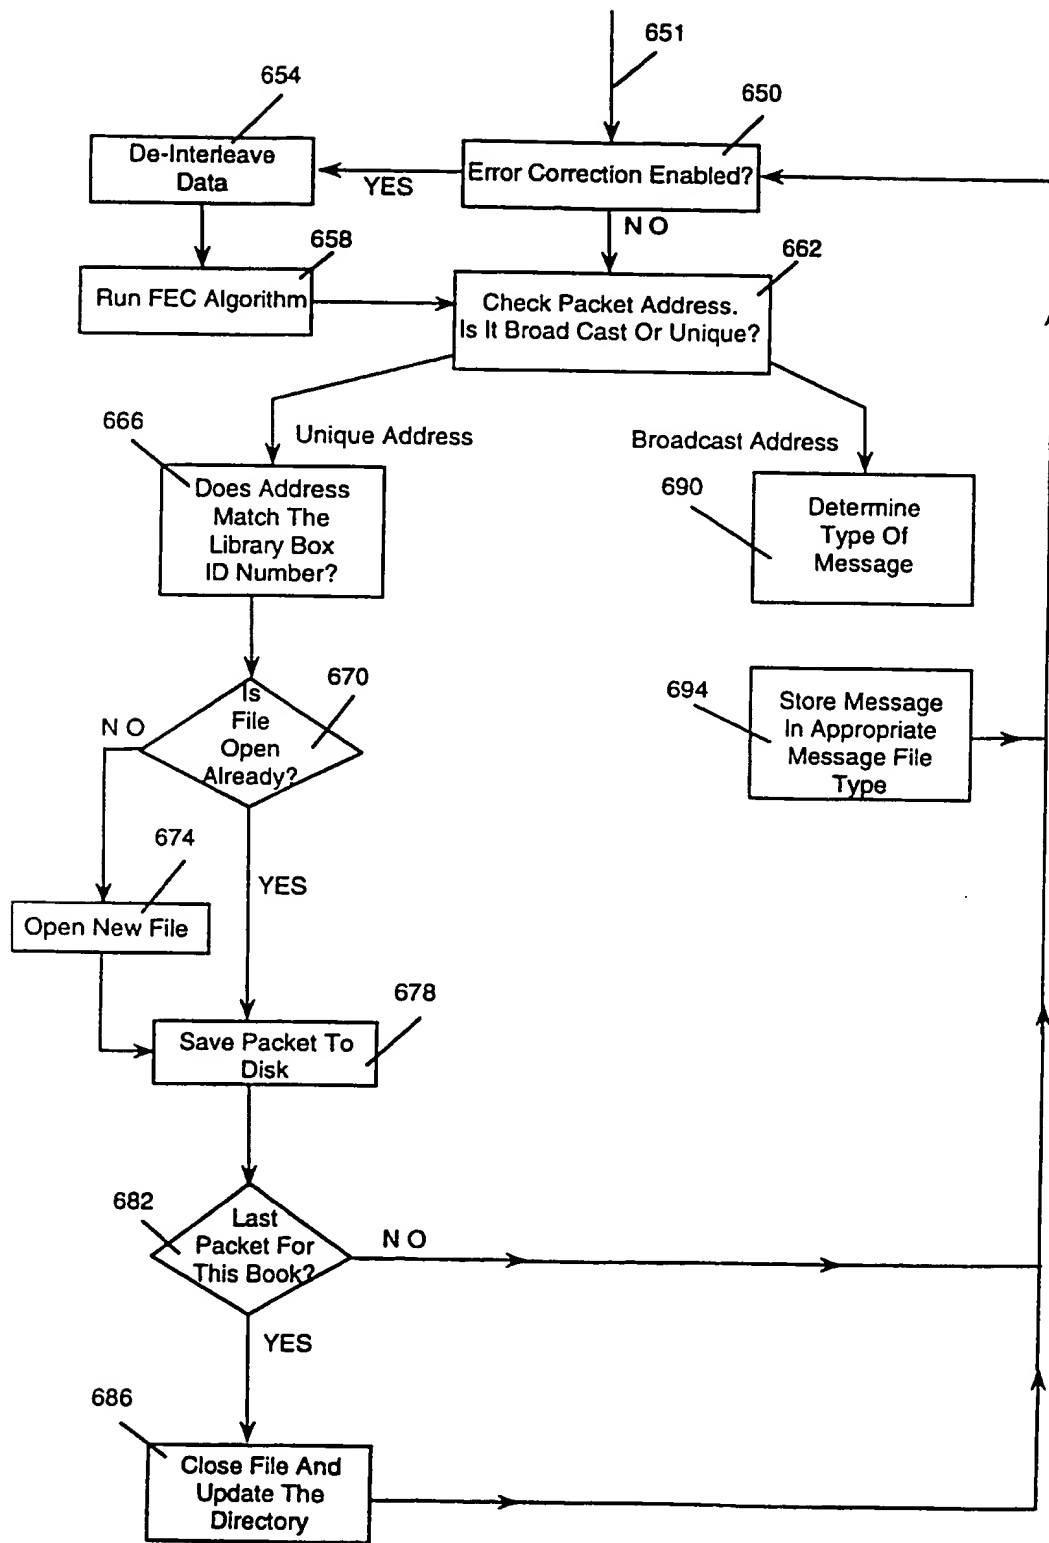 651
654
650
De-Interleave
Data
YES
Error Correction Enabled?
N O
658
662
Run FEC Algorithm
Check Packet Address.
Is It Broad Cast Or Unique?
666
Unique Address
Broadcast Address
Does Address
Match The
Library Box
ID Number?
690
Determine
Type Of
Message
670
Is
File
Open
Already?
N O
694
Store Message
In Appropriate
Message File
Type
674
YES
Open New File
678
Save Packet To
Disk
682
Last
Packet For
This Book?
N O
YES
686
Close File And
Update The
Directory